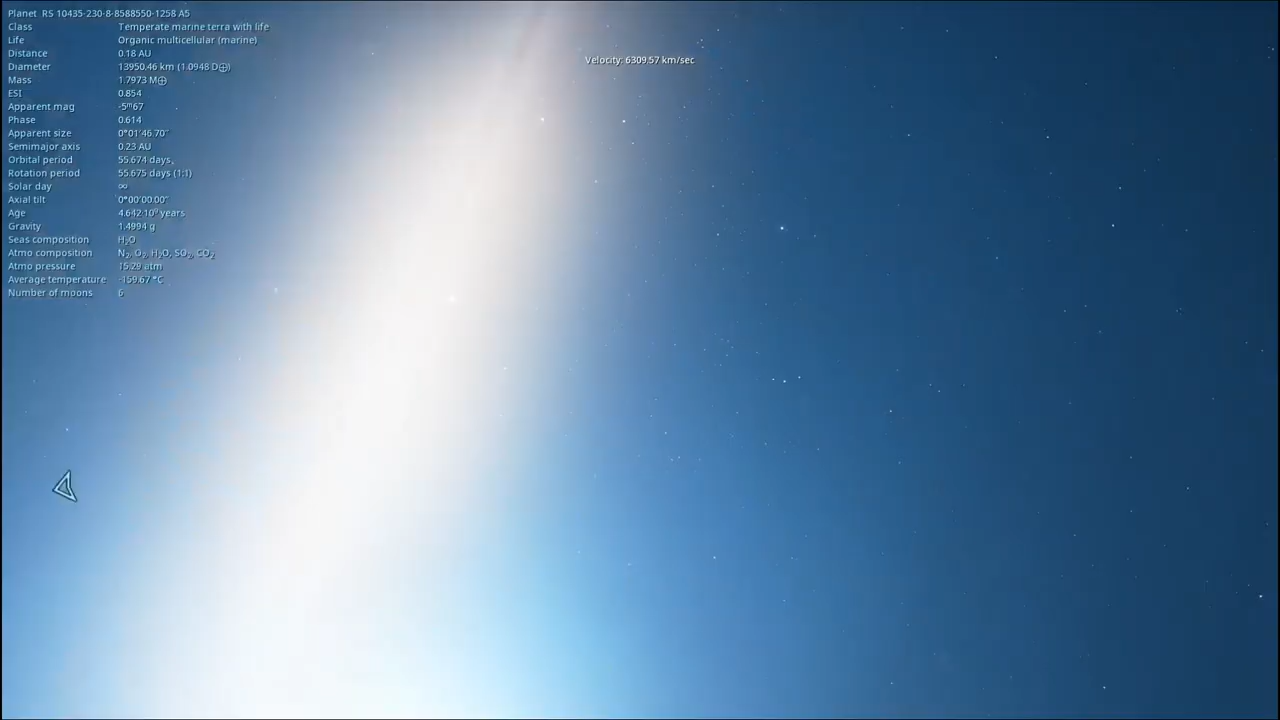 Planet RS 10435-230-8-8588550-1258 A5
Class Temperate marine terra with life
Life Organic multicellular (marine)
Distance 0.18 AU
Velocity: 6309.57 km/sec
Diameter 13950.46 km (1.0948 D⊕)
Mass 1.7973 M⊕
ESI 0.854
Apparent mag -5ᵐ67
Phase 0.614
Apparent size 0°01'46.70"
Semimajor axis 0.23 AU
Orbital period 55.674 days
Rotation period 55.675 days (1:1)
Solar day ∞
Axial tilt 0°00'00.00"
Age 4.642·10⁹ years
Gravity 1.4994 g
Seas composition H₂O
Atmo composition N₂, O₂, H₂O, SO₂, CO₂
Atmo pressure 15.29 atm
Average temperature -159.67 °C
Number of moons 6